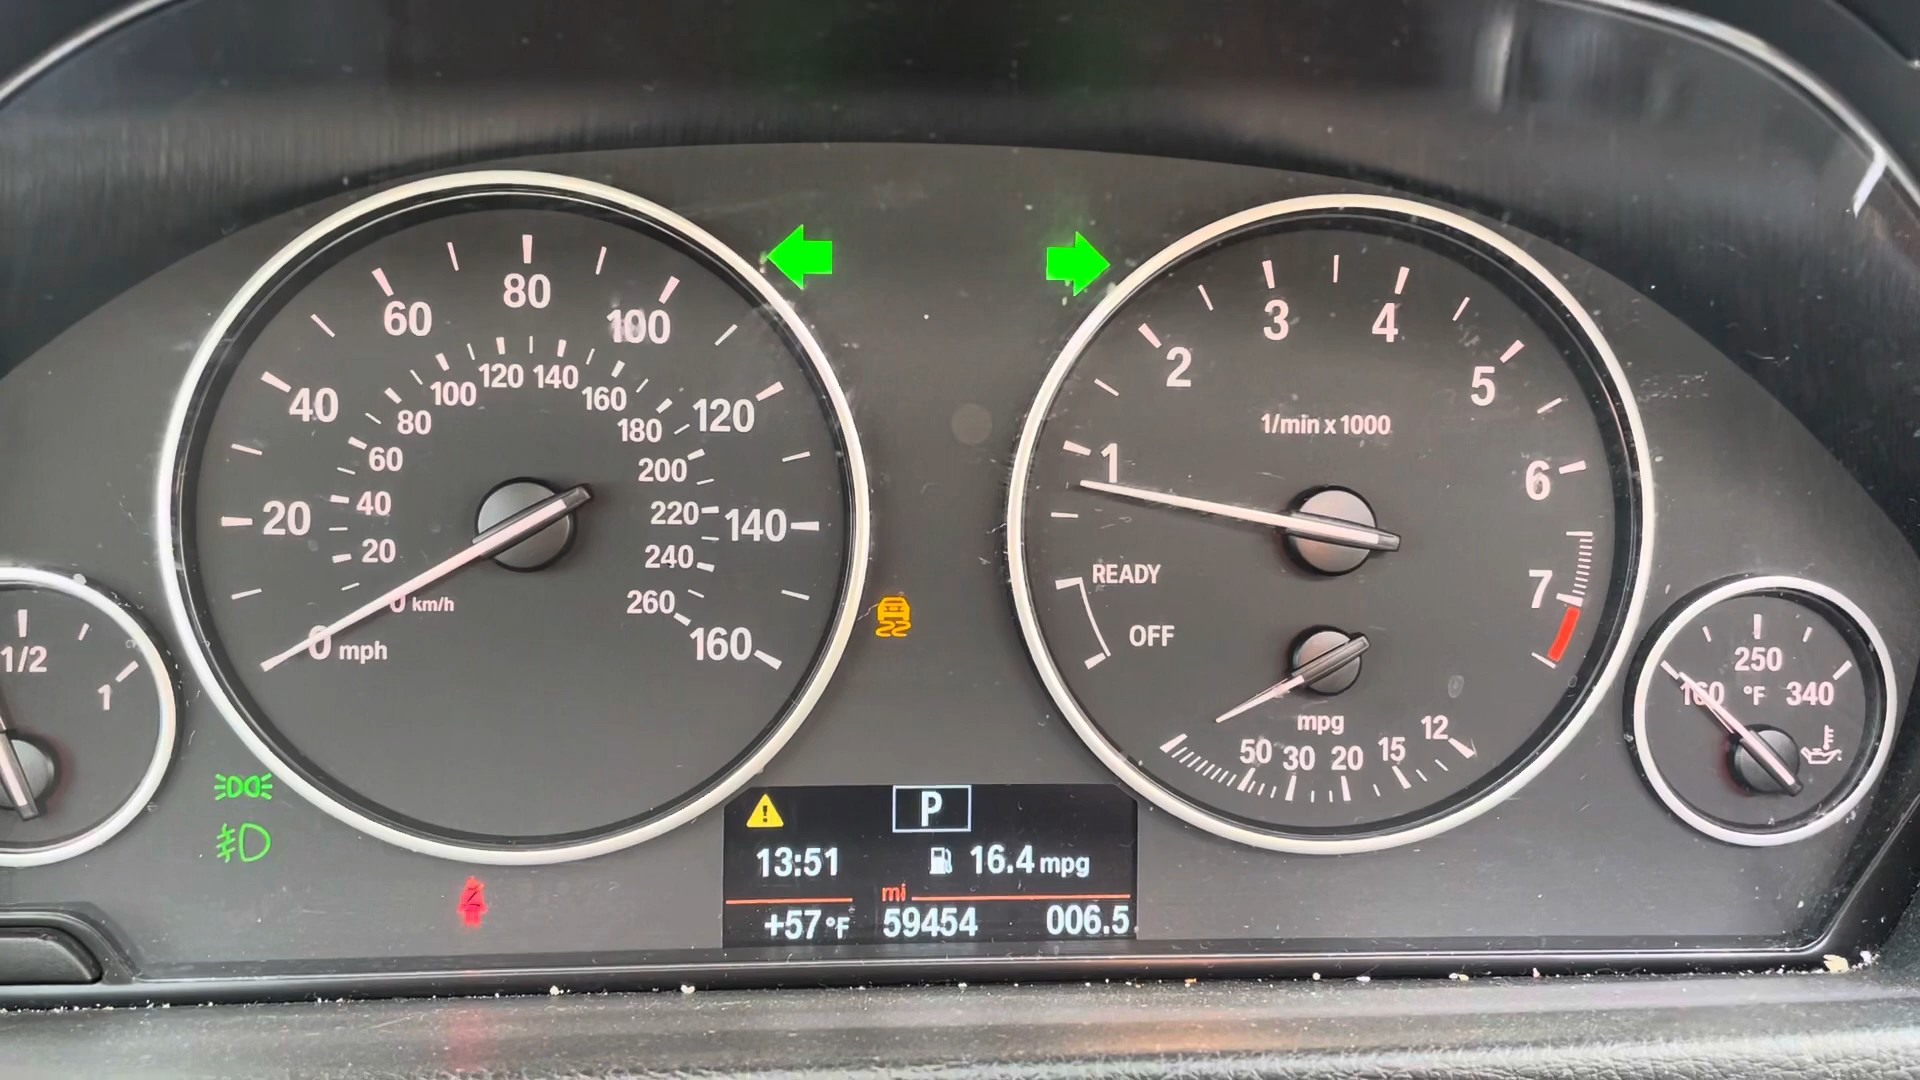 0 mph
20
40
60
80
100
120
140
160
0 km/h
20
40
60
80
100
120
140
160
180
200
220
240
260
1/2
1
1
2
3
4
5
6
7
1/min x 1000
READY
OFF
mpg
50 30 20 15 12
250
160 °F 340
P
13:51 16.4 mpg
mi
+57 °F 59454 006.5